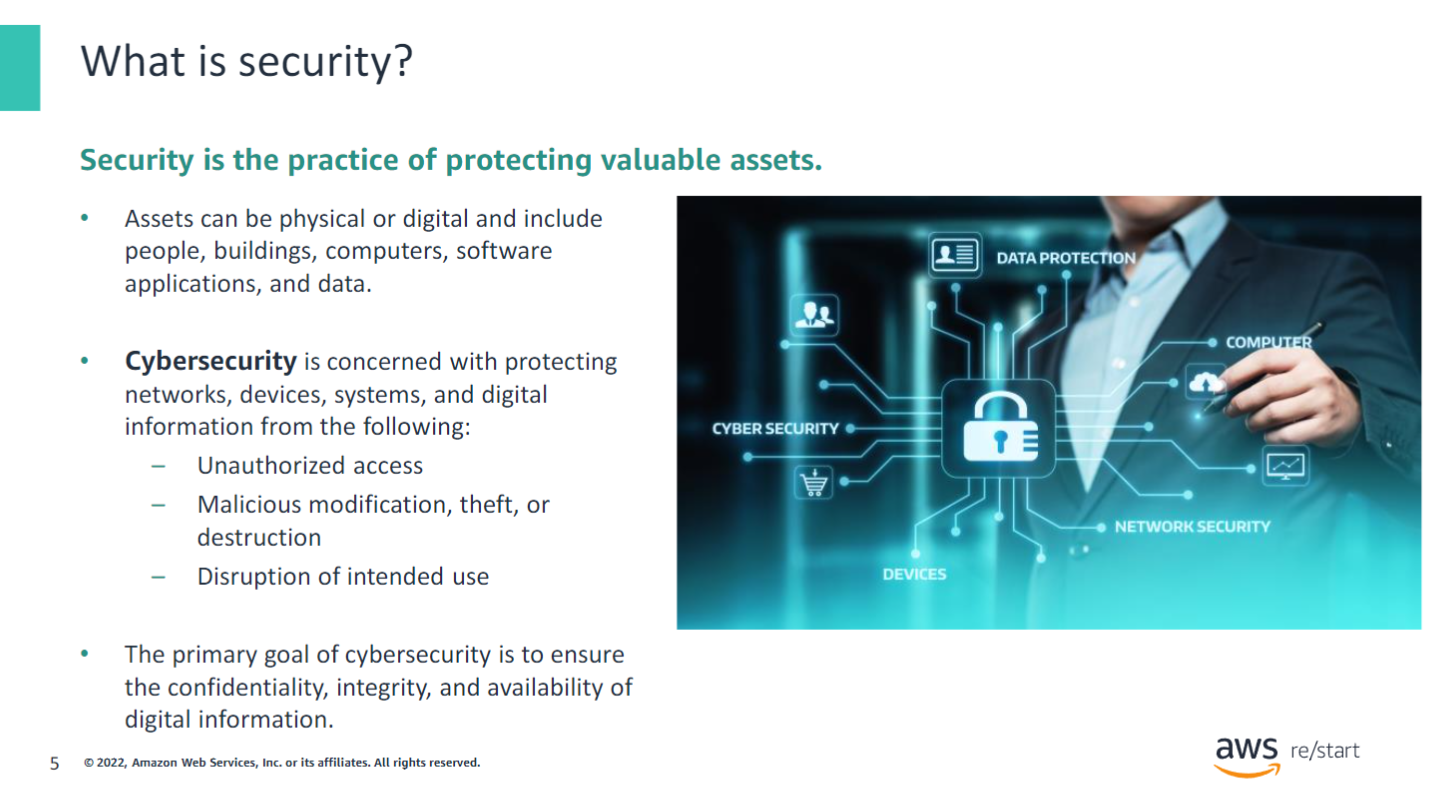 What is security?
Security is the practice of protecting valuable assets.
• Assets can be physical or digital and include
people, buildings, computers, software
applications, and data.
• Cybersecurity is concerned with protecting
networks, devices, systems, and digital
information from the following:
– Unauthorized access
– Malicious modification, theft, or
destruction
– Disruption of intended use
• The primary goal of cybersecurity is to ensure
the confidentiality, integrity, and availability of
digital information.
DATA PROTECTION
COMPUTER
CYBER SECURITY
NETWORK SECURITY
DEVICES
5 © 2022, Amazon Web Services, Inc. or its affiliates. All rights reserved.
aws re/start